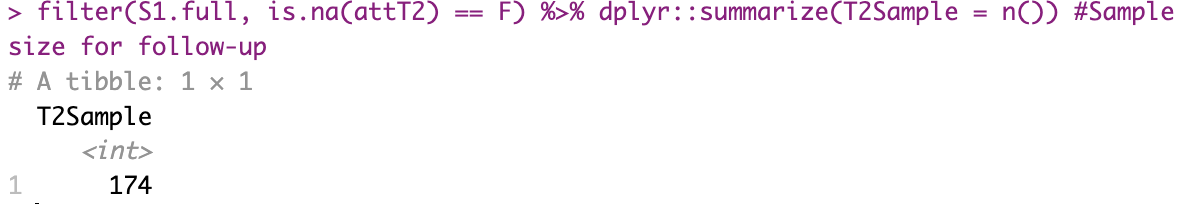 > filter(S1.full, is.na(attT2) == F) %>% dplyr::summarize(T2Sample = n()) #Sample
size for follow-up
# A tibble: 1 × 1
  T2Sample
     <int>
1      174